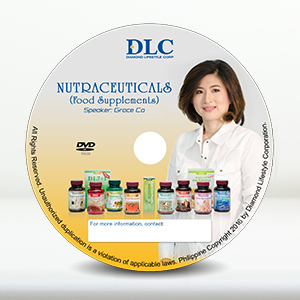 DLC
DIAMOND LIFESTYLE CORP
NUTRACEUTICALS
(Food Supplements)
Speaker: Grace Co
DVD
For more information, contact:
All Rights Reserved. Unauthorized duplication is a violation of applicable laws. Philippine Copyright 2016 by Diamond Lifestyle Corporation.